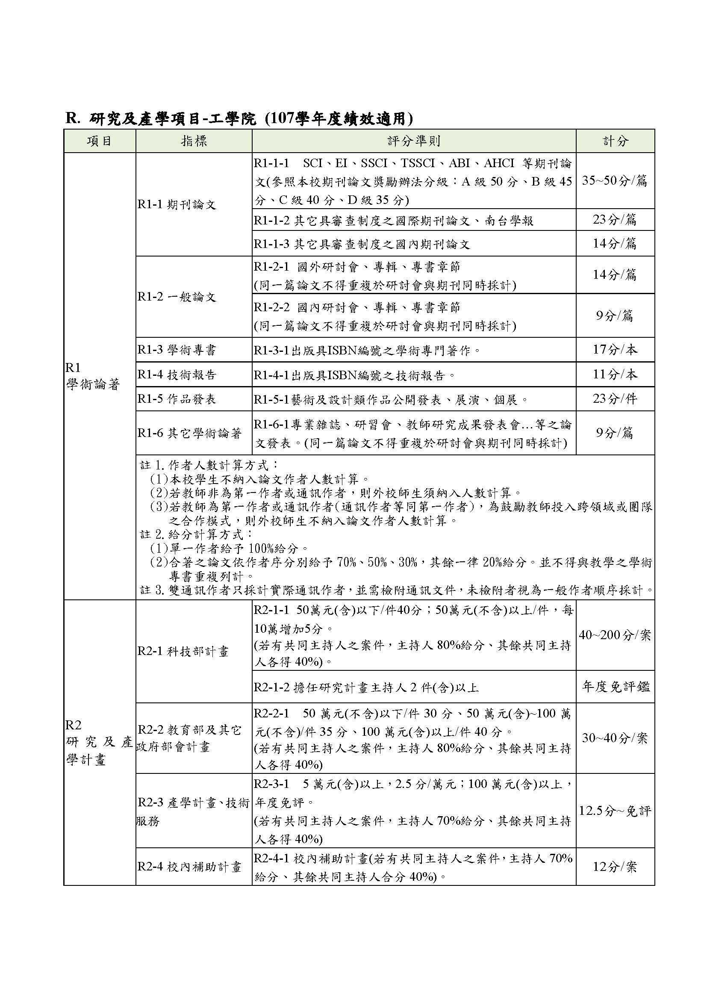 R. 研究及產學項目-工學院 (107學年度績效適用)
項目 指標 評分準則 計分
R1
學術論著
R1-1 期刊論文
R1-1-1 SCI、EI、SSCI、TSSCI、ABI、AHCI 等期刊論
文(參照本校期刊論文獎勵辦法分級：A 級 50 分、B 級 45
分、C 級 40 分、D 級 35 分)
35~50分/篇
R1-1-2 其它具審查制度之國際期刊論文、南台學報
23分/篇
R1-1-3 其它具審查制度之國內期刊論文
14分/篇
R1-2 一般論文
R1-2-1 國外研討會、專輯、專書章節
(同一篇論文不得重複於研討會與期刊同時採計)
14分/篇
R1-2-2 國內研討會、專輯、專書章節
(同一篇論文不得重複於研討會與期刊同時採計)
9分/篇
R1-3 學術專書
R1-3-1出版具ISBN編號之學術專門著作。
17分/本
R1-4 技術報告
R1-4-1出版具ISBN編號之技術報告。
11分/本
R1-5 作品發表
R1-5-1藝術及設計類作品公開發表、展演、個展。
23分/件
R1-6 其它學術論著
R1-6-1專業雜誌、研習會、教師研究成果發表會…等之論
文發表。(同一篇論文不得重複於研討會與期刊同時採計)
9分/篇
註 1. 作者人數計算方式：
(1)本校學生不納入論文作者人數計算。
(2)若教師非為第一作者或通訊作者，則外校師生須納入人數計算。
(3)若教師為第一作者或通訊作者(通訊作者等同第一作者)，為鼓勵教師投入跨領域或團隊
之合作模式，則外校師生不納入論文作者人數計算。
註 2. 給分計算方式：
(1)單一作者給予 100%給分。
(2)合著之論文依作者序分別給予 70%、50%、30%，其餘一律 20%給分。並不得與教學之學術
專書重複列計。
註 3. 雙通訊作者只採計實際通訊作者，並需檢附通訊文件，未檢附者視為一般作者順序採計。
R2
研究及產
學計畫
R2-1 科技部計畫
R2-1-1 50萬元(含)以下/件40分；50萬元(不含)以上/件，每
10萬增加5分。
(若有共同主持人之案件，主持人 80%給分、其餘共同主持
人各得 40%)。
40~200分/案
R2-1-2 擔任研究計畫主持人 2 件(含)以上
年度免評鑑
R2-2 教育部及其它
政府部會計畫
R2-2-1 50 萬元(不含)以下/件 30 分、50 萬元(含)~100 萬
元(不含)/件 35 分、100 萬元(含)以上/件 40 分。
(若有共同主持人之案件，主持人 80%給分、其餘共同主持
人各得 40%)
30~40分/案
R2-3 產學計畫、技術
服務
R2-3-1 5 萬元(含)以上，2.5 分/萬元；100 萬元(含)以上，
年度免評。
(若有共同主持人之案件，主持人 70%給分、其餘共同主持
人各得 40%)
12.5分~免評
R2-4 校內補助計畫
R2-4-1 校內補助計畫(若有共同主持人之案件，主持人 70%
給分、其餘共同主持人合分 40%)。
12分/案